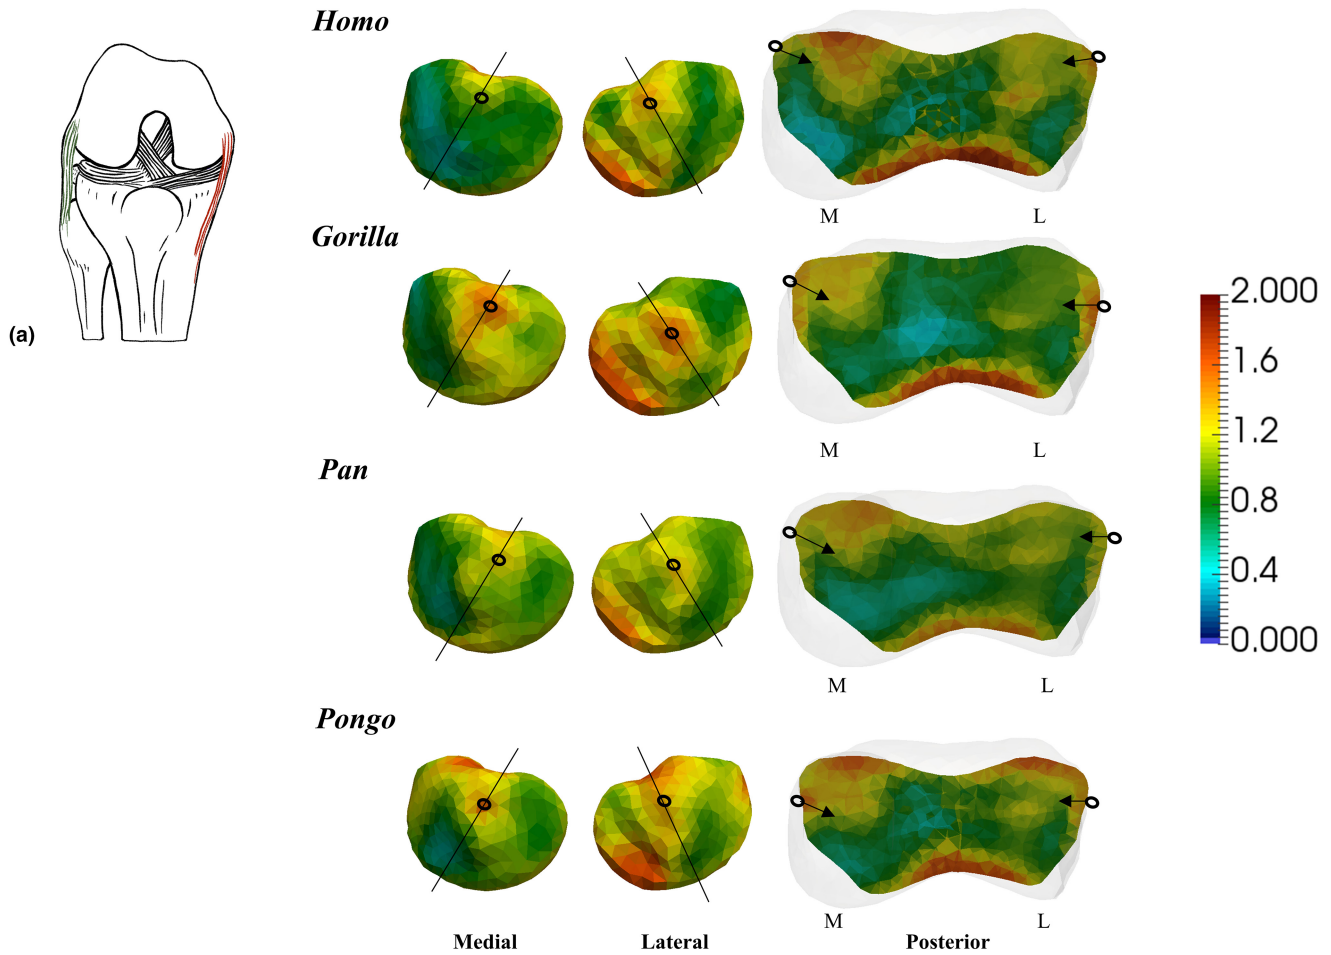 (a)
Homo
M L
Gorilla
M L
Pan
M L
Pongo
M L
Medial Lateral Posterior
2.000
1.6
1.2
0.8
0.4
0.000